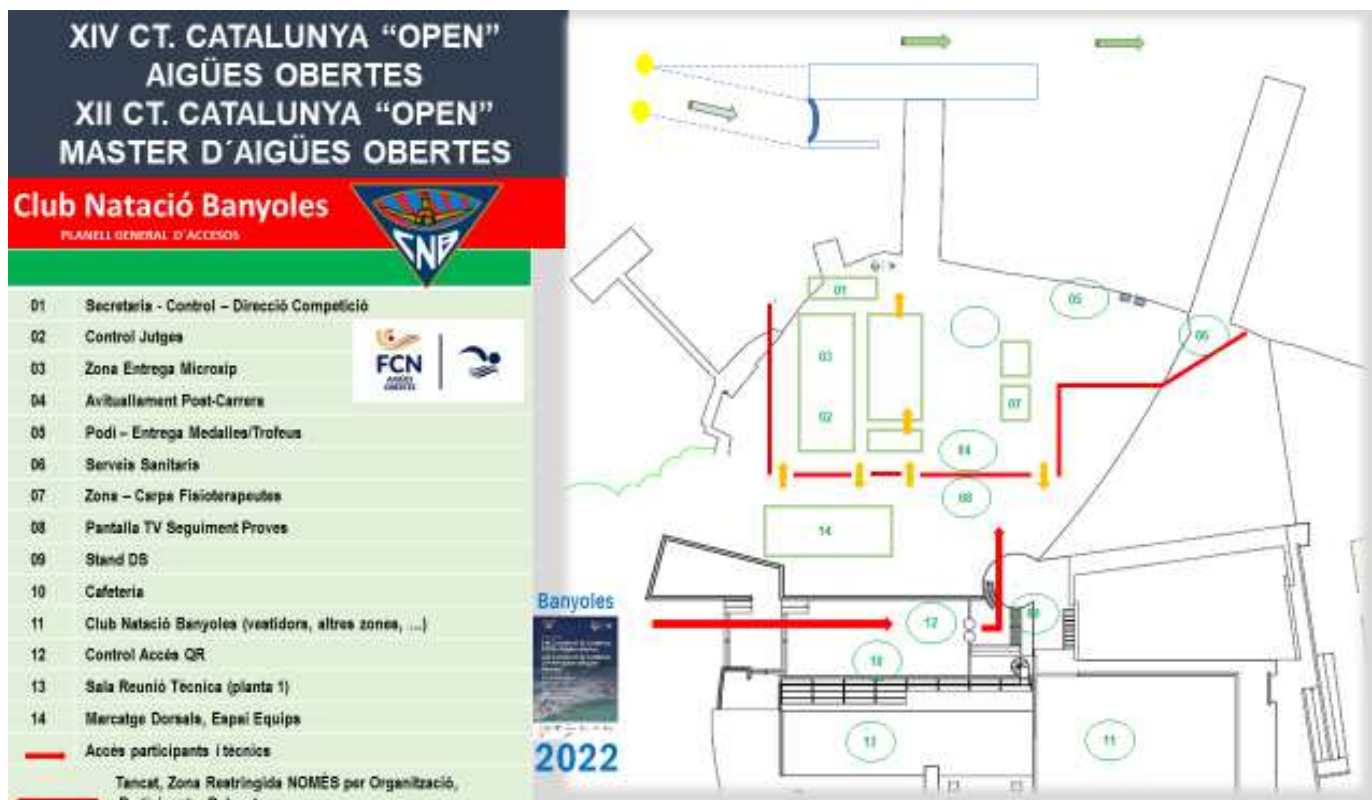 XIV CT. CATALUNYA “OPEN”
AIGÜES OBERTES
XII CT. CATALUNYA “OPEN”
MASTER D´AIGÜES OBERTES
Club Natació Banyoles
PLANELL GENERAL D'ACCESOS
CNB
01 Secretaria - Control – Direcció Competició
02 Control Jutges
03 Zona Entrega Microxip
04 Avituallament Post-Carrera
05 Podi – Entrega Medalles/Trofeus
06 Serveis Sanitaris
07 Zona – Carpa Fisioterapeutes
08 Pantalla TV Seguiment Proves
09 Stand DS
10 Cafeteria
11 Club Natació Banyoles (vestidors, altres zones, ...)
12 Control Accés QR
13 Sala Reunió Tècnica (planta 1)
14 Marcatge Dorsals, Espai Equips
Accés participants i tècnics
Tancat, Zona Restringida NOMÉS per Organització,
FCN
AIGÜES
OBERTES
Banyoles
2022
01
05
06
03
07
02
04
08
14
12
10
11